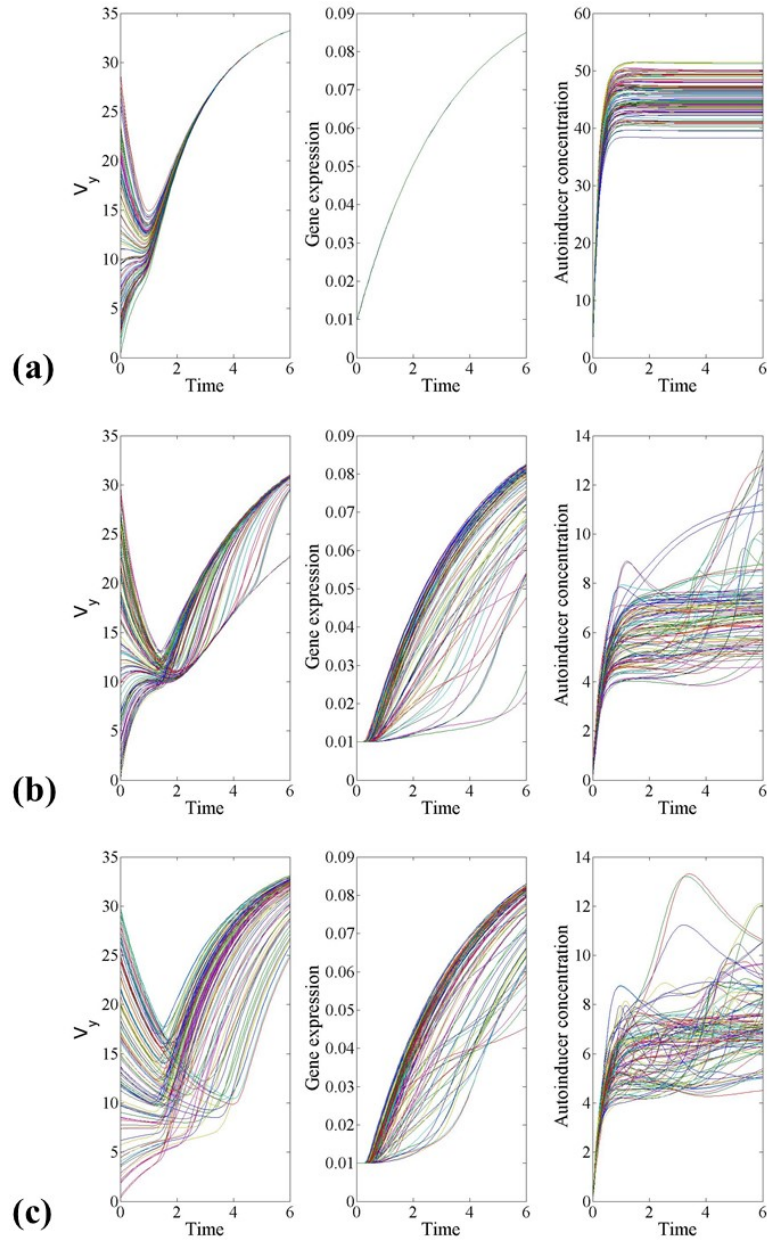 35
30
25
20
15
10
5
0
V_y
0 2 4 6
Time
0.09
0.08
0.07
0.06
0.05
0.04
0.03
0.02
0.01
0
Gene expression
0 2 4 6
Time
60
50
40
30
20
10
0
Autoinducer concentration
0 2 4 6
Time
(a)
35
30
25
20
15
10
5
0
V_y
0 2 4 6
Time
0.09
0.08
0.07
0.06
0.05
0.04
0.03
0.02
0.01
0
Gene expression
0 2 4 6
Time
14
12
10
8
6
4
2
0
Autoinducer concentration
0 2 4 6
Time
(b)
35
30
25
20
15
10
5
0
V_y
0 2 4 6
Time
0.09
0.08
0.07
0.06
0.05
0.04
0.03
0.02
0.01
0
Gene expression
0 2 4 6
Time
14
12
10
8
6
4
2
0
Autoinducer concentration
0 2 4 6
Time
(c)